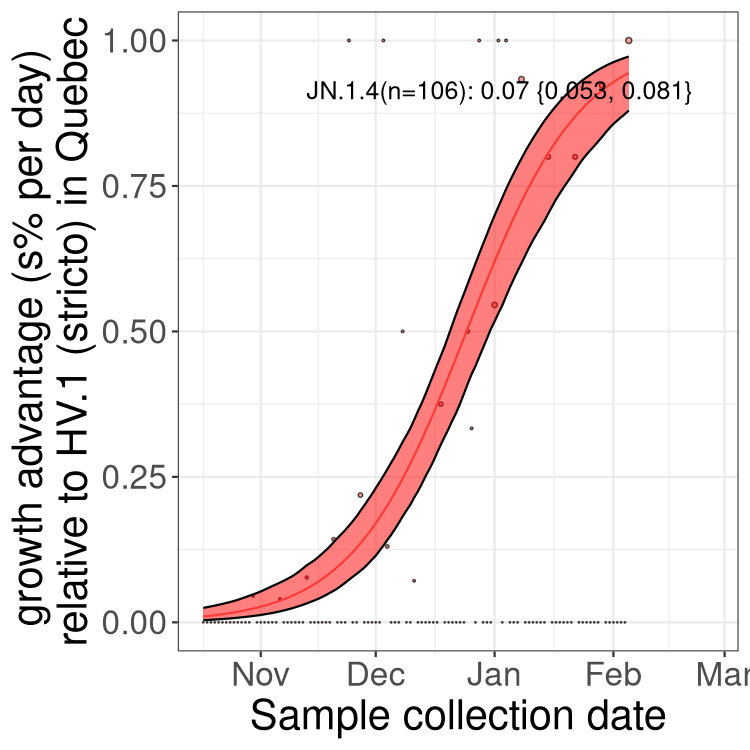 growth advantage (s% per day)
relative to HV.1 (stricto) in Quebec
1.00
0.75
0.50
0.25
0.00
JN.1.4(n=106): 0.07 {0.053, 0.081}
Nov Dec Jan Feb Mar
Sample collection date